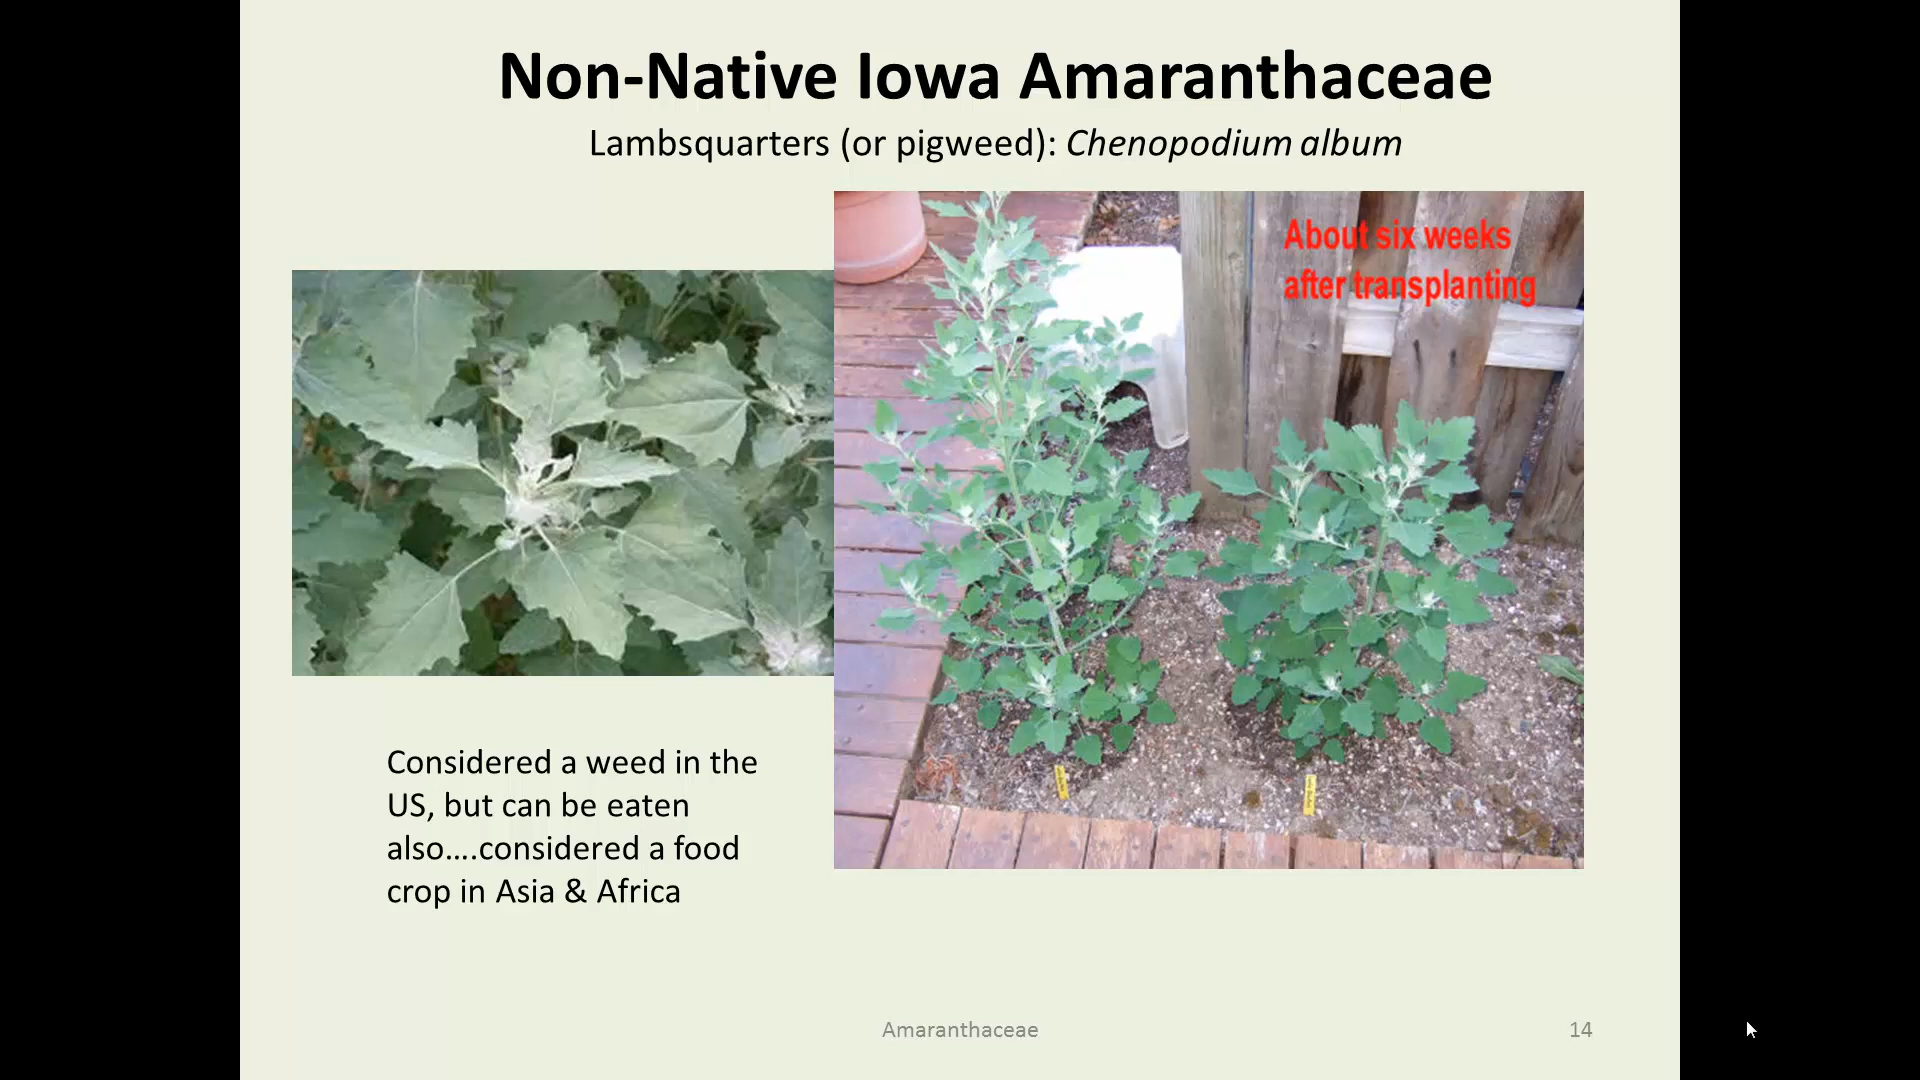 Non-Native Iowa Amaranthaceae
Lambsquarters (or pigweed): Chenopodium album
About six weeks
after transplanting
Considered a weed in the
US, but can be eaten
also....considered a food
crop in Asia & Africa
Amaranthaceae
14